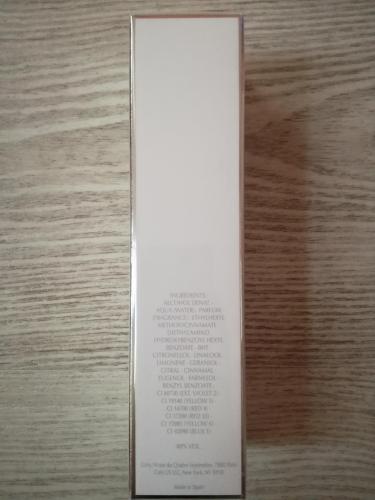 INGREDIENTS:
ALCOHOL DENAT. -
AQUA (WATER) - PARFUM
(FRAGRANCE) - ETHYLHEXYL
METHOXYCINNAMATE
DIETHYLAMINO
HYDROXYBENZOYL HEXYL
BENZOATE - BHT
CITRONELLOL - LINALOOL
LIMONENE - GERANIOL -
CITRAL - CINNAMAL
EUGENOL - FARNESOL -
BENZYL BENZOATE -
CI 60730 (EXT. VIOLET 2)
CI 19140 (YELLOW 5)
CI 14700 (RED 4)
CI 17200 (RED 33)
CI 15985 (YELLOW 6)
CI 42090 (BLUE 1)
80% VOL.
Paris
US LLC, New York, NY
Made in Spain